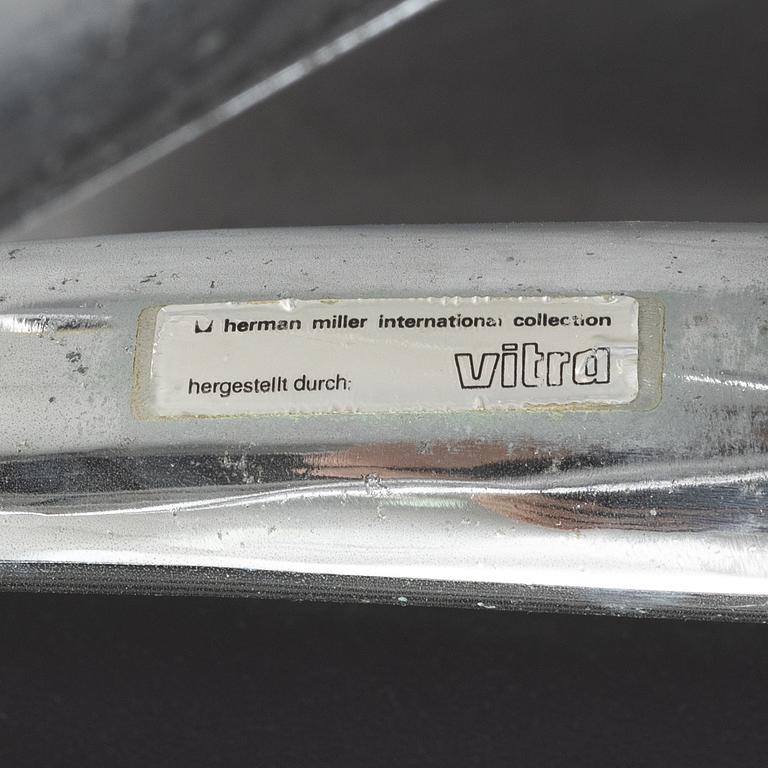 herman miller international collection
hergestellt durch: vitra